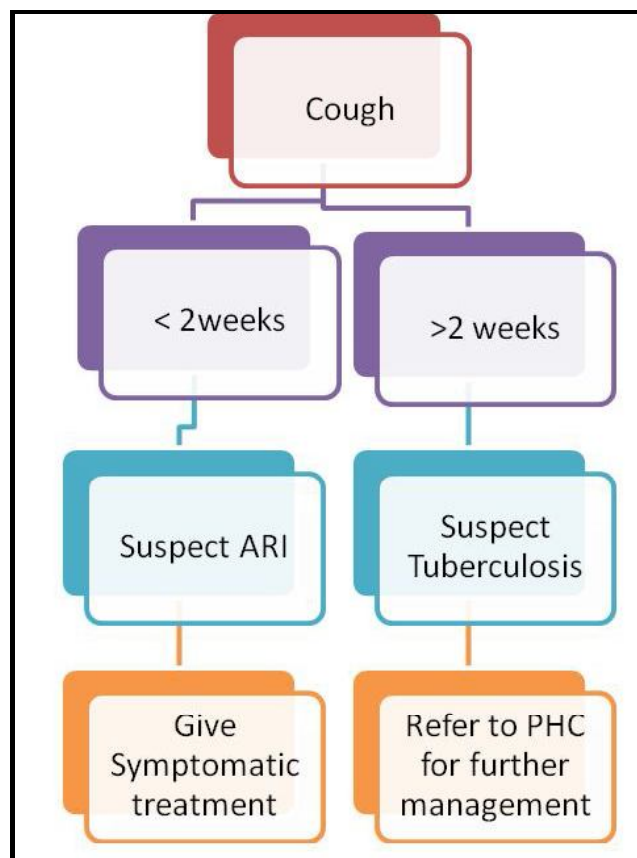 Cough
< 2weeks
>2 weeks
Suspect ARI
Suspect
Tuberculosis
Give
Symptomatic
treatment
Refer to PHC
for further
management